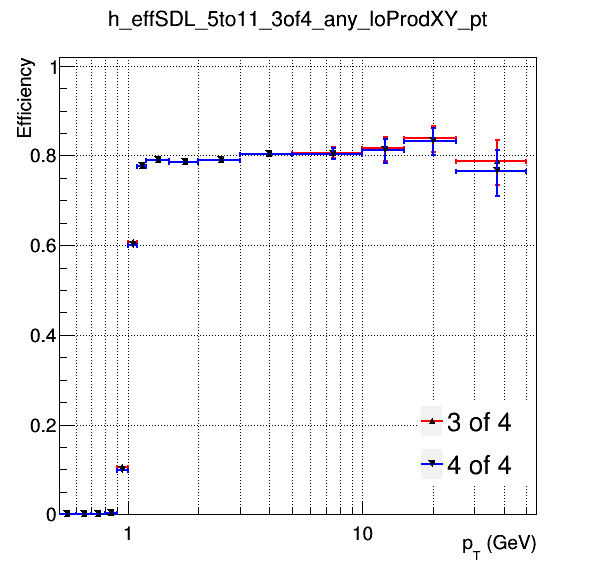 h_effSDL_5to11_3of4_any_loProdXY_pt
Efficiency
1
0.8
0.6
0.4
0.2
0
3 of 4
4 of 4
1
10
p_T (GeV)